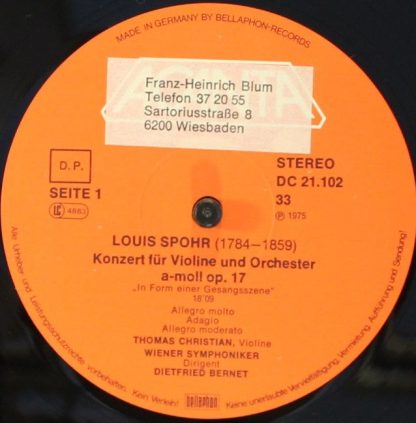 MADE IN GERMANY BY BELLAPHON-RECORDS
Franz-Heinrich Blum
Telefon 37 20 55
Sartoriusstraße 8
6200 Wiesbaden
D. P.
SEITE 1
LC 4663
STEREO
DC 21.102
33
Ⓟ 1975
LOUIS SPOHR (1784—1859)
Konzert für Violine und Orchester
a-moll op. 17
„In Form einer Gesangsszene"
18'09
Allegro molto
Adagio
Allegro moderato
THOMAS CHRISTIAN, Violine
WIENER SYMPHONIKER
Dirigent
DIETFRIED BERNET
bellaphon
Alle Urheber und Leistungsschutzrechte vorbehalten. Kein Verleih! Keine unerlaubte Vervielfältigung, Vermietung, Aufführung und Sendung!